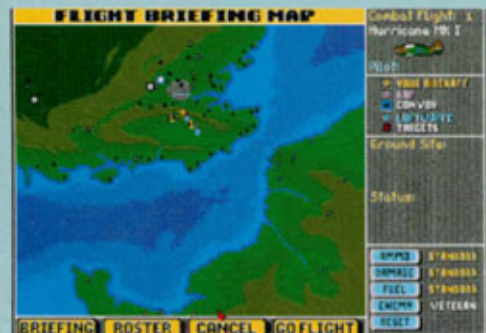 FLIGHT BRIEFING MAP
Combat Flight: 1
Hurricane Mk I
Pilot:
YOUR AIRCRAFT
CONVOY
LUFTWAFFE
TARGETS
Ground Site:
Status:
AMMO STANDARD
DAMAGE STANDARD
FUEL STANDARD
ENEMY VETERAN
RESET
BRIEFING ROSTER CANCEL GO FLIGHT